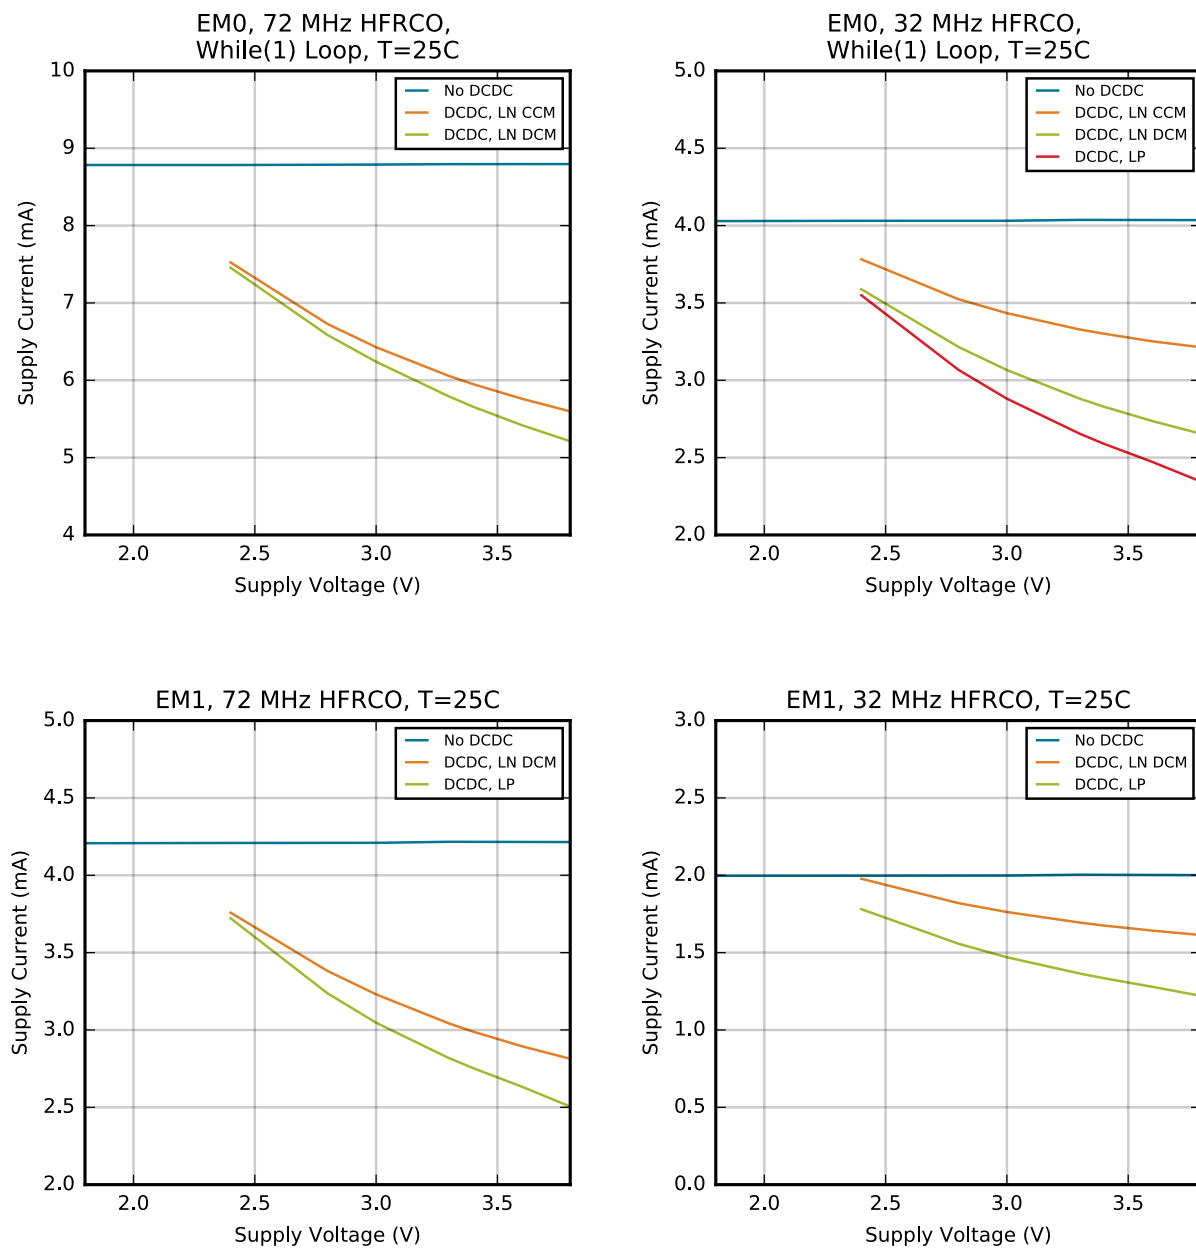 EM0, 72 MHz HFRCO,
While(1) Loop, T=25C
10
9
8
7
6
5
4
2.0
2.5
3.0
3.5
Supply Voltage (V)
Supply Current (mA)
No DCDC
DCDC, LN CCM
DCDC, LN DCM
EM0, 32 MHz HFRCO,
While(1) Loop, T=25C
5.0
4.5
4.0
3.5
3.0
2.5
2.0
2.0
2.5
3.0
3.5
Supply Voltage (V)
Supply Current (mA)
No DCDC
DCDC, LN CCM
DCDC, LN DCM
DCDC, LP
EM1, 72 MHz HFRCO, T=25C
5.0
4.5
4.0
3.5
3.0
2.5
2.0
2.0
2.5
3.0
3.5
Supply Voltage (V)
Supply Current (mA)
No DCDC
DCDC, LN DCM
DCDC, LP
EM1, 32 MHz HFRCO, T=25C
3.0
2.5
2.0
1.5
1.0
0.5
0.0
2.0
2.5
3.0
3.5
Supply Voltage (V)
Supply Current (mA)
No DCDC
DCDC, LN DCM
DCDC, LP